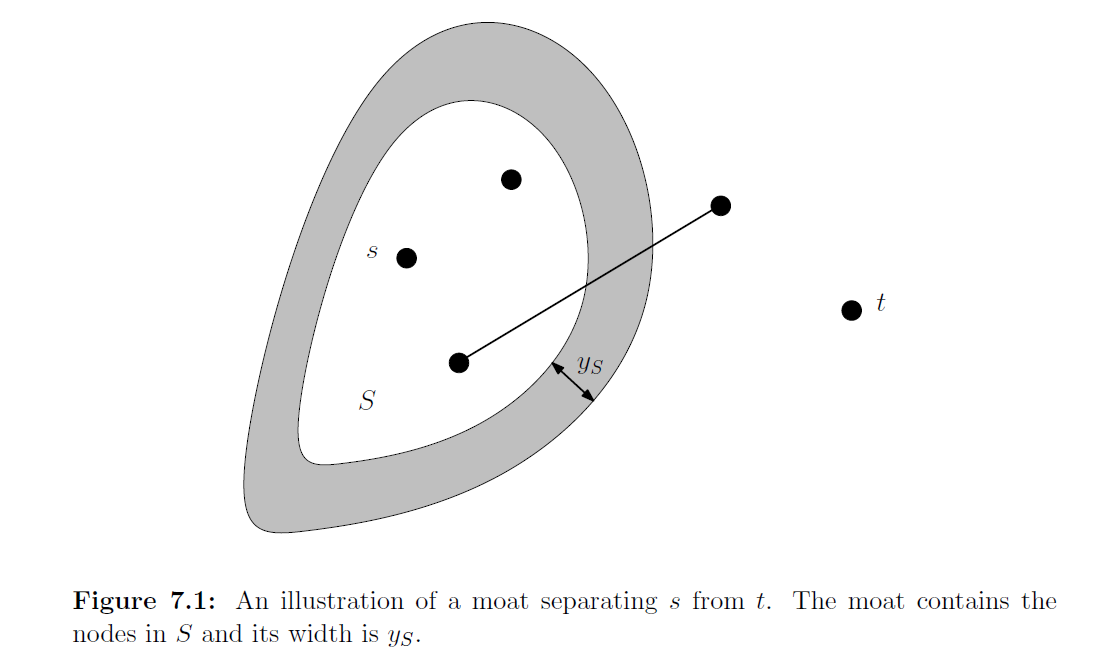 s
t
y_S
S
Figure 7.1: An illustration of a moat separating s from t. The moat contains the
nodes in S and its width is y_S.